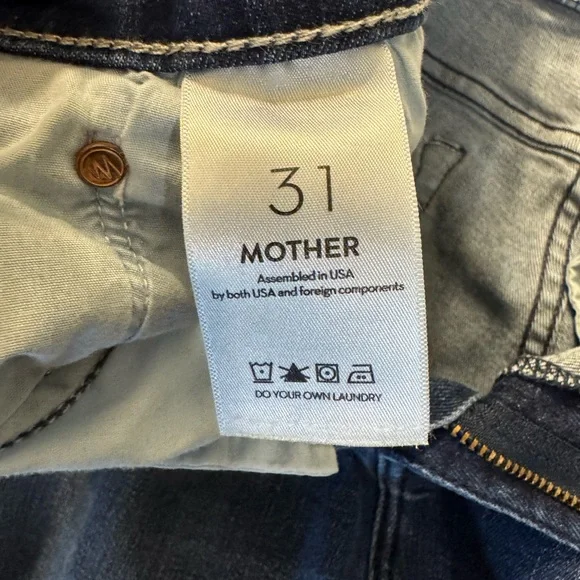 31
MOTHER
Assembled in USA
by both USA and foreign components
DO YOUR OWN LAUNDRY